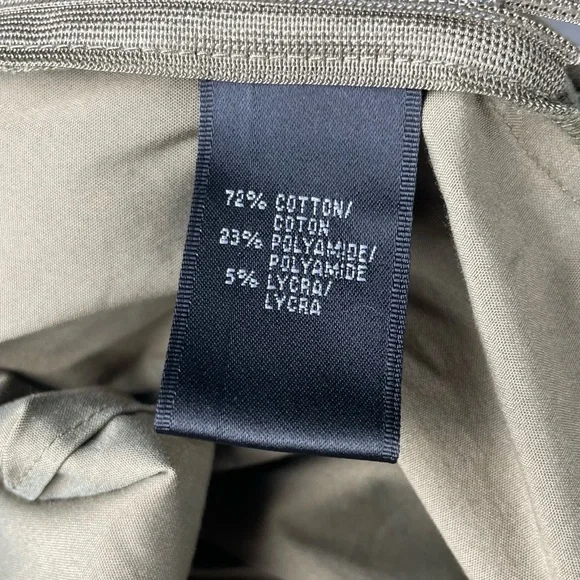 72% COTTON/
COTON
23% POLYAMIDE/
POLYAMIDE
5% LYCRA/
LYCRA